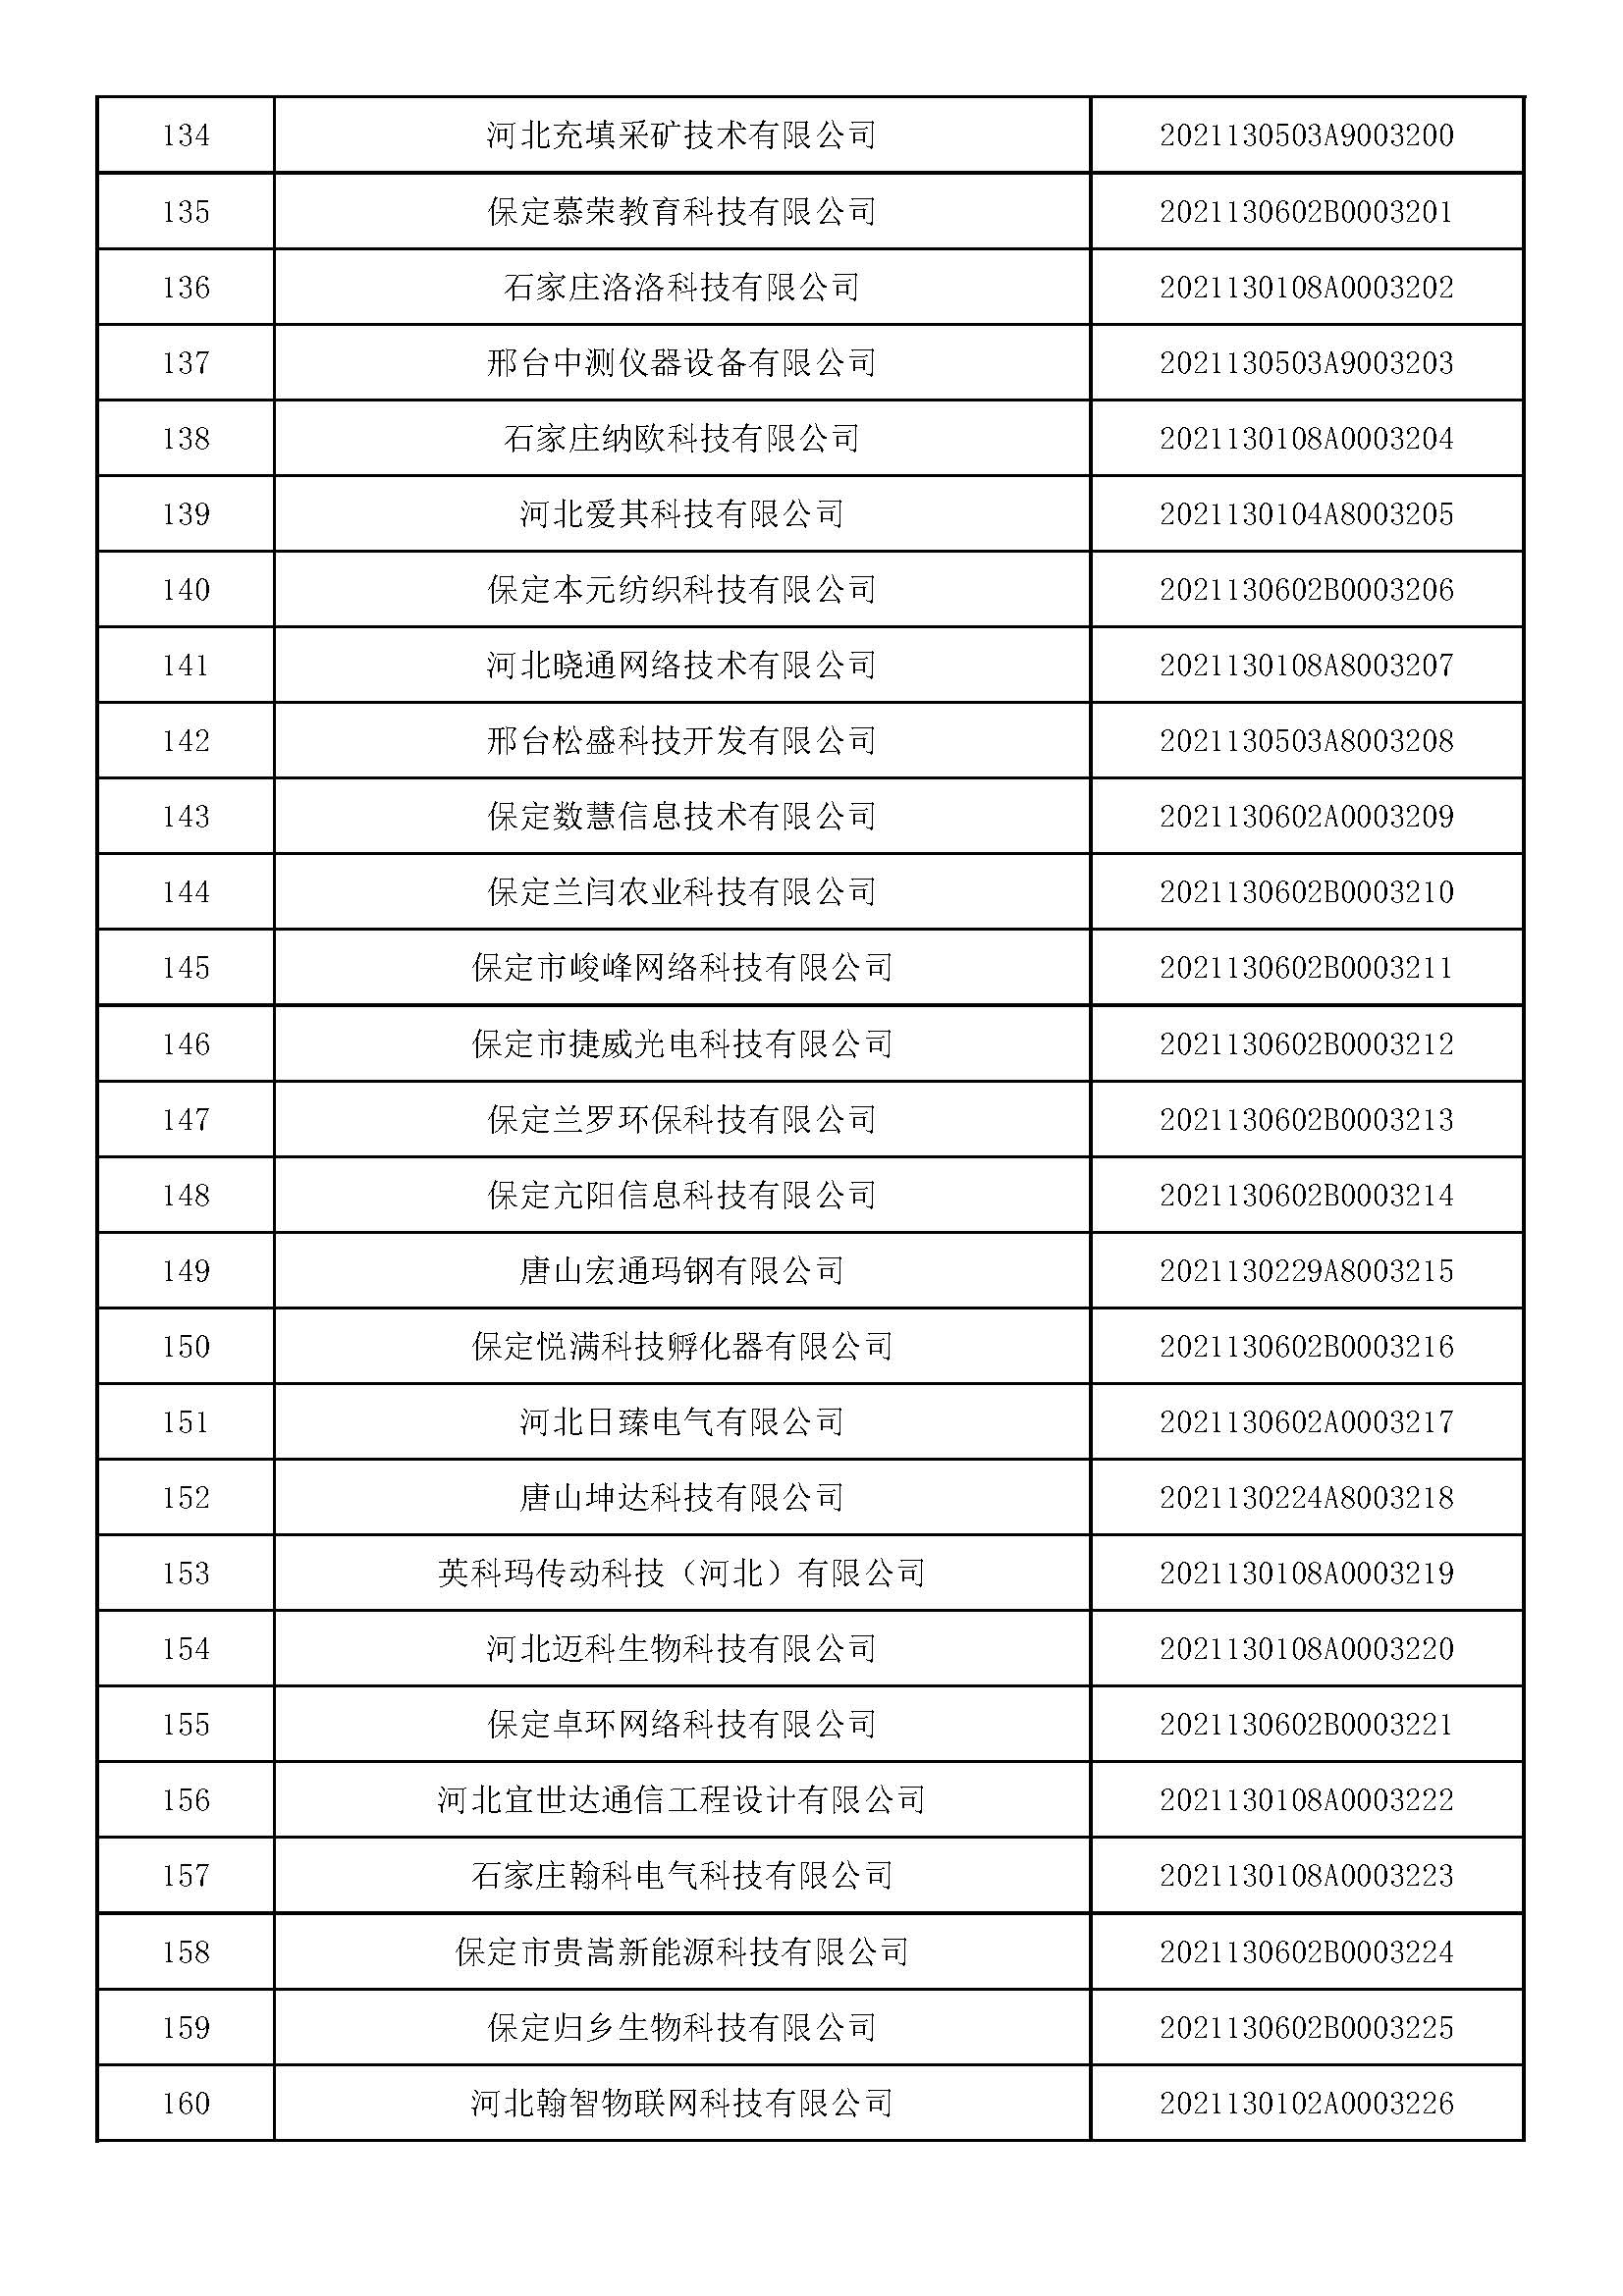 134 河北充填采矿技术有限公司 2021130503A9003200
135 保定慕荣教育科技有限公司 2021130602B0003201
136 石家庄洛洛科技有限公司 2021130108A0003202
137 邢台中测仪器设备有限公司 2021130503A9003203
138 石家庄纳欧科技有限公司 2021130108A0003204
139 河北爱其科技有限公司 2021130104A8003205
140 保定本元纺织科技有限公司 2021130602B0003206
141 河北晓通网络技术有限公司 2021130108A8003207
142 邢台松盛科技开发有限公司 2021130503A8003208
143 保定数慧信息技术有限公司 2021130602A0003209
144 保定兰闫农业科技有限公司 2021130602B0003210
145 保定市峻峰网络科技有限公司 2021130602B0003211
146 保定市捷威光电科技有限公司 2021130602B0003212
147 保定兰罗环保科技有限公司 2021130602B0003213
148 保定亢阳信息科技有限公司 2021130602B0003214
149 唐山宏通玛钢有限公司 2021130229A8003215
150 保定悦满科技孵化器有限公司 2021130602B0003216
151 河北日臻电气有限公司 2021130602A0003217
152 唐山坤达科技有限公司 2021130224A8003218
153 英科玛传动科技（河北）有限公司 2021130108A0003219
154 河北迈科生物科技有限公司 2021130108A0003220
155 保定卓环网络科技有限公司 2021130602B0003221
156 河北宜世达通信工程设计有限公司 2021130108A0003222
157 石家庄翰科电气科技有限公司 2021130108A0003223
158 保定市贵嵩新能源科技有限公司 2021130602B0003224
159 保定归乡生物科技有限公司 2021130602B0003225
160 河北翰智物联网科技有限公司 2021130102A0003226